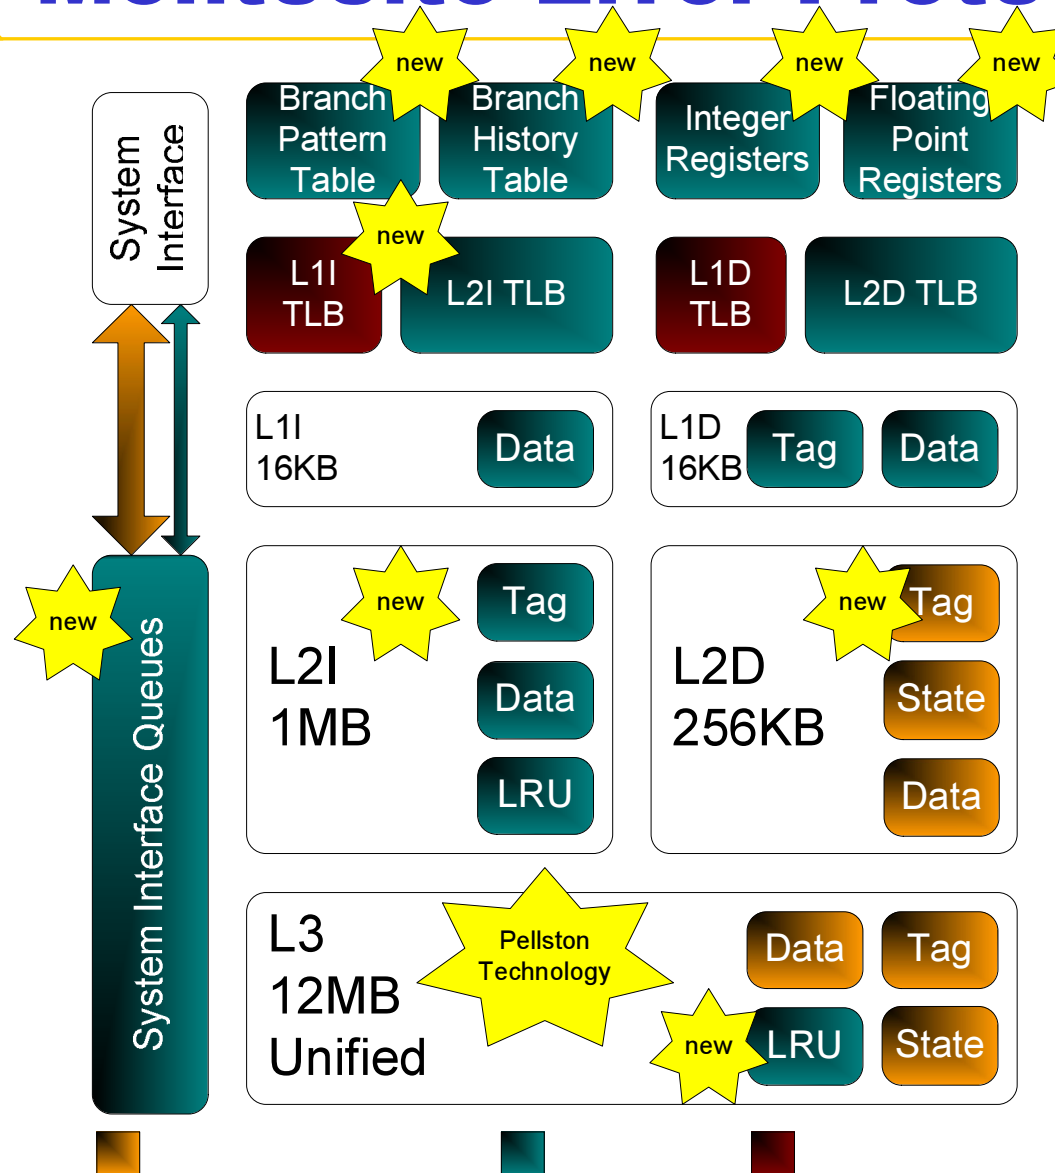 new
new
new
new
Branch
Pattern
Table
Branch
History
Table
Integer
Registers
Floating
Point
Registers
System
Interface
new
L1I
TLB
L2I TLB
L1D
TLB
L2D TLB
L1I
16KB
Data
L1D
16KB
Tag
Data
new
System Interface Queues
new
L2I
1MB
Tag
Data
LRU
new
L2D
256KB
Tag
State
Data
L3
12MB
Unified
Pellston
Technology
Data
Tag
new
LRU
State